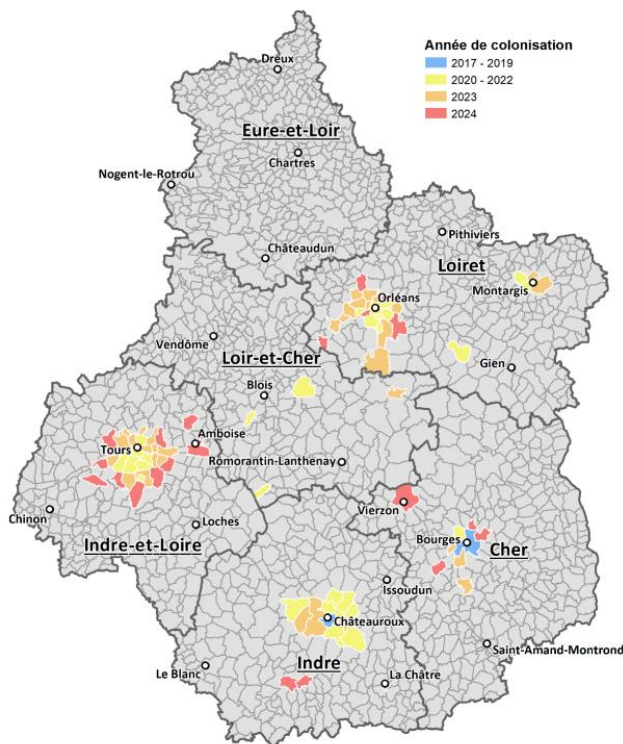 Année de colonisation
2017 - 2019
2020 - 2022
2023
2024
Dreux
Eure-et-Loir
Chartres
Nogent-le-Rotrou
Châteaudun
Pithiviers
Loiret
Orléans
Montargis
Vendôme
Loir-et-Cher
Gien
Blois
Tours
Amboise
Romorantin-Lanthenay
Chinon
Loches
Indre-et-Loire
Vierzon
Bourges
Cher
Issoudun
Châteauroux
Indre
Saint-Amand-Montrond
Le Blanc
La Châtre